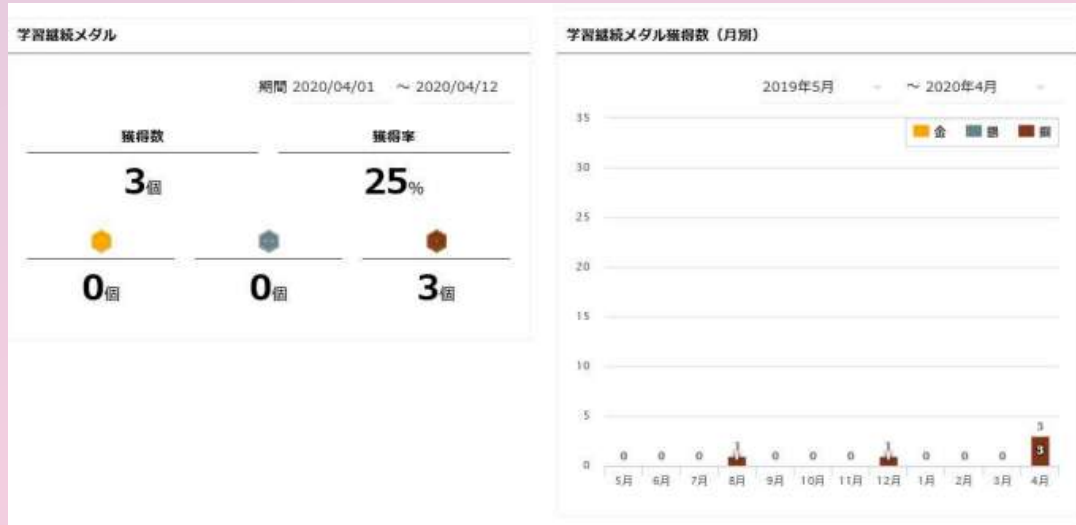 学習継続メダル
期間 2020/04/01 ～ 2020/04/12
獲得数 獲得率
3個 25%
0個 0個 3個
学習継続メダル獲得数（月別）
2019年5月 ～ 2020年4月
金 銀 銅
35
30
25
20
15
10
5
0
3
0 0 0 1 0 0 0 1 0 0 0 3
5月 6月 7月 8月 9月 10月 11月 12月 1月 2月 3月 4月